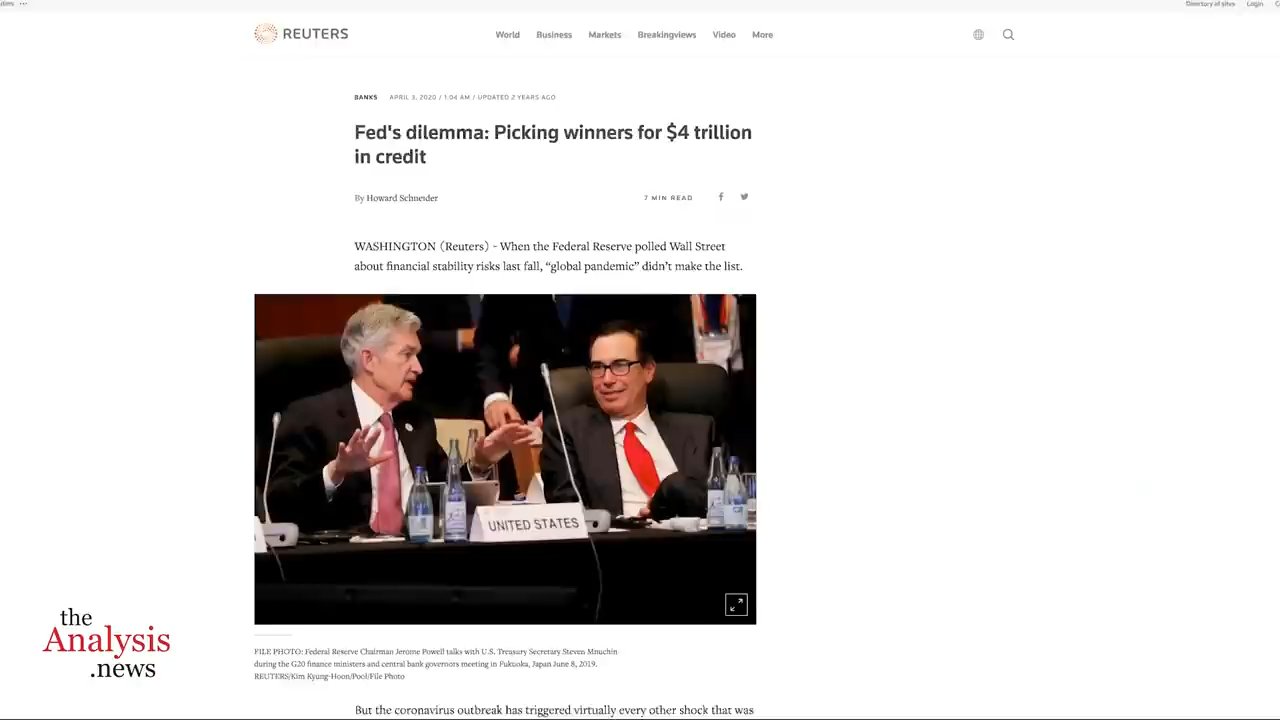 Directory of sites Login
REUTERS
World Business Markets Breakingviews Video More
BANKS APRIL 3, 2020 / 1:04 AM / UPDATED 2 YEARS AGO
Fed's dilemma: Picking winners for $4 trillion
in credit
By Howard Schneider
7 MIN READ
WASHINGTON (Reuters) - When the Federal Reserve polled Wall Street
about financial stability risks last fall, “global pandemic” didn’t make the list.
UNITED STATES
FILE PHOTO: Federal Reserve Chairman Jerome Powell talks with U.S. Treasury Secretary Steven Mnuchin
during the G20 finance ministers and central bank governors meeting in Fukuoka, Japan June 8, 2019.
REUTERS/Kim Kyung-Hoon/Pool/File Photo
But the coronavirus outbreak has triggered virtually every other shock that was
the
Analysis
.news